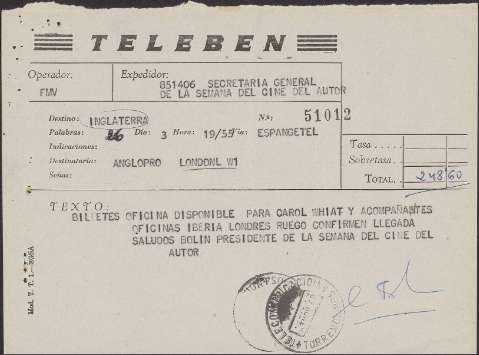 TELEBEN
Operador: Expedidor:
FMV 851406 SECRETARIA GENERAL
DE LA SEMANA DEL CINE DEL AUTOR
Destino: INGLATERRA N.º: 51012
Palabras: 26 Día: 3 Hora: 19/55 Vía: ESPANGETEL
Indicaciones:
Destinatario: ANGLOPRO LONDONL W1
Señas:
Tasa ....
Sobretasa.
TOTAL. 248'60
TEXTO:
BILIETES OFICINA DISPONIBLE PARA CAROL WHIAT Y ACOMPAÑANTES
OFICINAS IBERIA LONDRES RUEGO CONFIRMEN LLEGADA
SALUDOS BOLIN PRESIDENTE DE LA SEMANA DEL CINE DEL
AUTOR
Mod. T. T. 1.